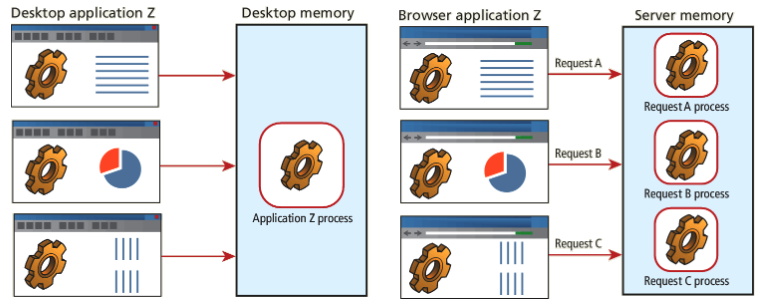 Desktop application Z
Desktop memory
Application Z process
Browser application Z
Server memory
Request A
Request A process
Request B
Request B process
Request C
Request C process